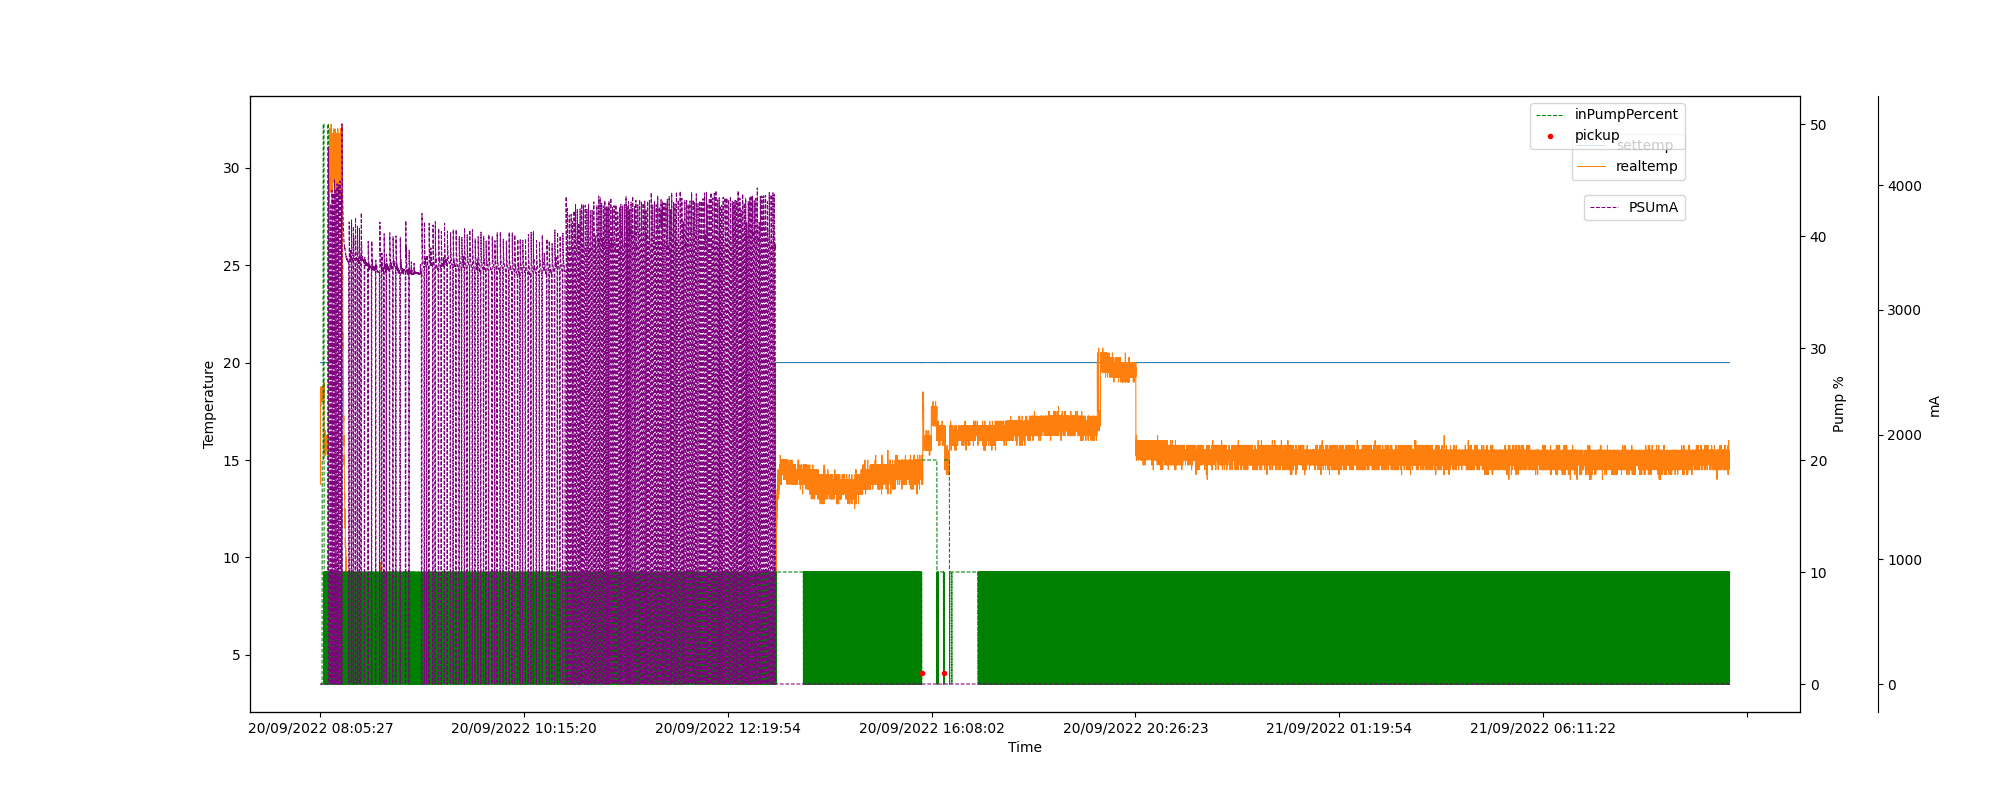 inPumpPercent
pickup
settemp
realtemp
PSUmA
Temperature
30
25
20
15
10
5
50
40
30
20
10
0
Pump %
4000
3000
2000
1000
0
mA
20/09/2022 08:05:27
20/09/2022 10:15:20
20/09/2022 12:19:54
20/09/2022 16:08:02
20/09/2022 20:26:23
21/09/2022 01:19:54
21/09/2022 06:11:22
Time